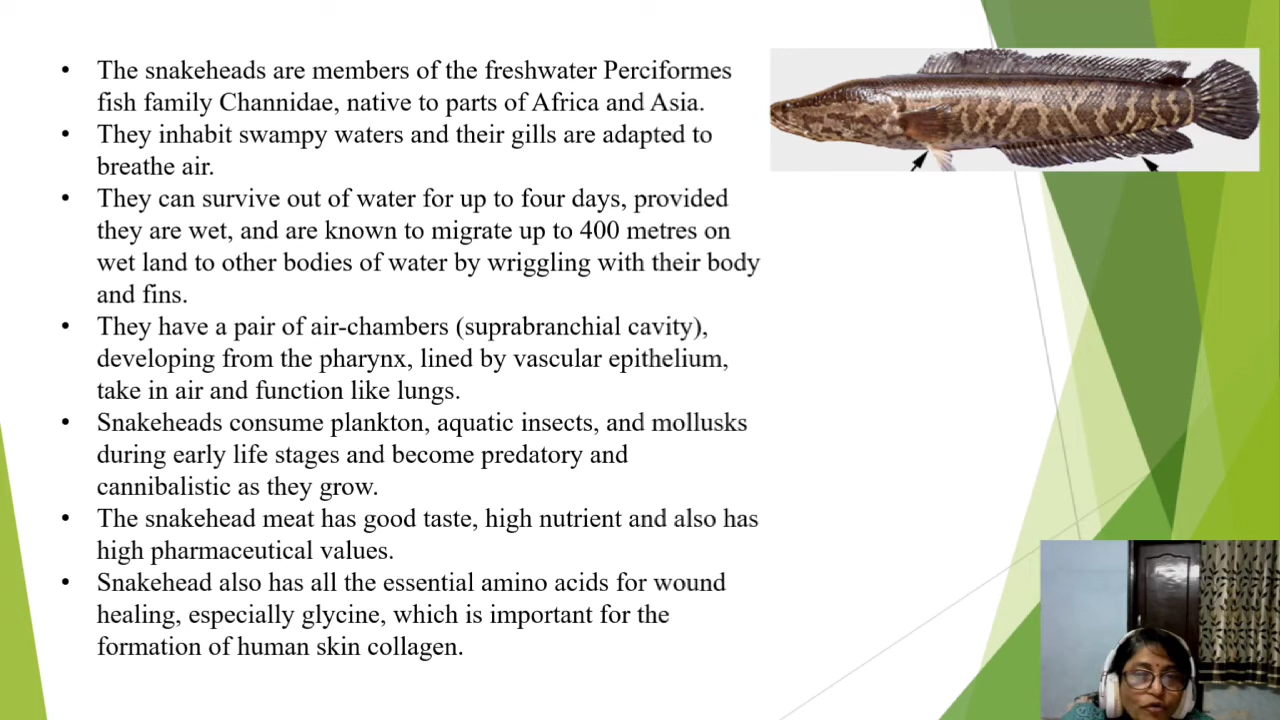 • The snakeheads are members of the freshwater Perciformes
fish family Channidae, native to parts of Africa and Asia.
• They inhabit swampy waters and their gills are adapted to
breathe air.
• They can survive out of water for up to four days, provided
they are wet, and are known to migrate up to 400 metres on
wet land to other bodies of water by wriggling with their body
and fins.
• They have a pair of air-chambers (suprabranchial cavity),
developing from the pharynx, lined by vascular epithelium,
take in air and function like lungs.
• Snakeheads consume plankton, aquatic insects, and mollusks
during early life stages and become predatory and
cannibalistic as they grow.
• The snakehead meat has good taste, high nutrient and also has
high pharmaceutical values.
• Snakehead also has all the essential amino acids for wound
healing, especially glycine, which is important for the
formation of human skin collagen.